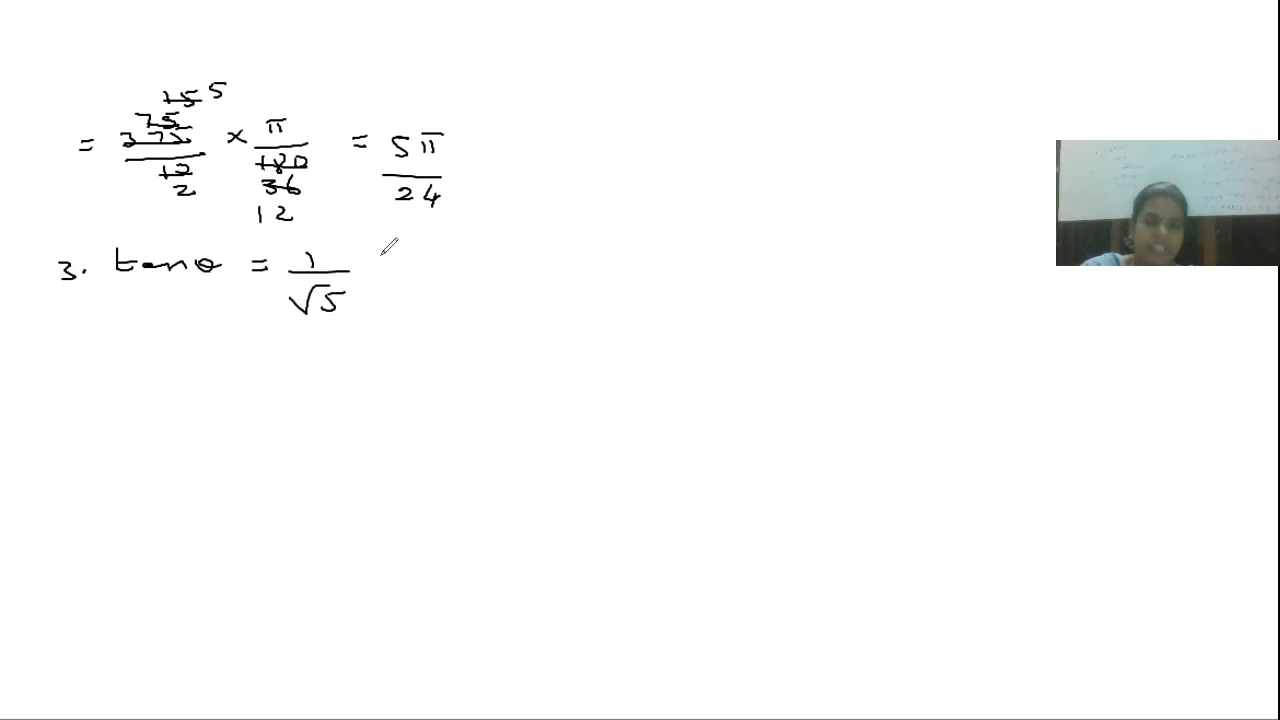 15 5
75
= 375/12 × π/180 = 5π/24
2 36
12
3. tanθ = 1/√5